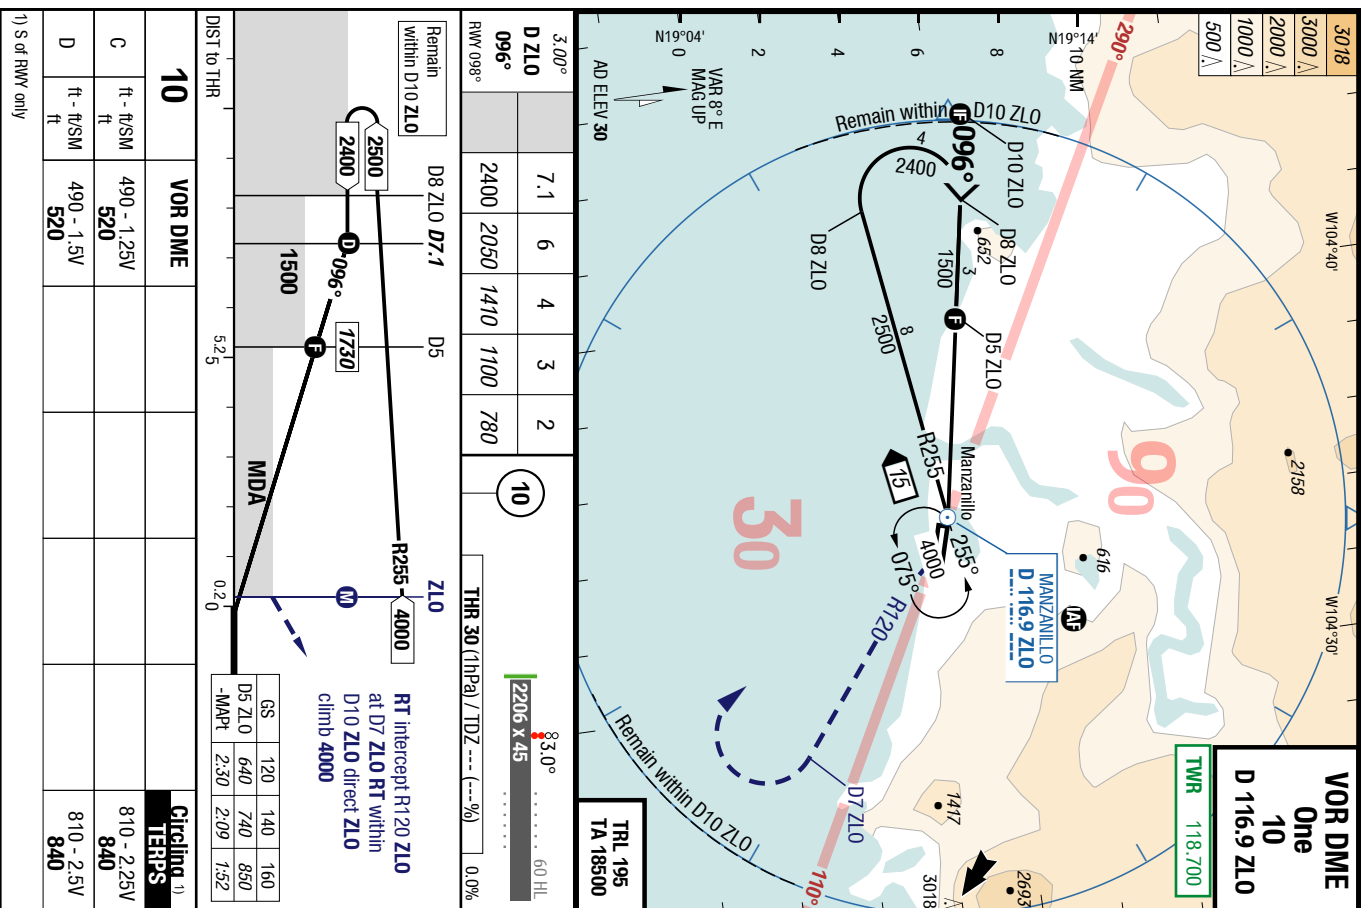 VOR DME
One
10
D 116.9 ZLO
TWR 118.700
3018
3000
2000
1000
500
N19°04'
N19°14'
0
2
4
6
8
10 NM
W104°40'
W104°30'
VAR 8° E
MAG UP
AD ELEV 30
290°
110°
Remain within D10 ZLO
IF
096°
D10 ZLO
4
2400
D8 ZLO
D8 ZLO
652
3
1500
F
D5 ZLO
8
2500
R255
Manzanillo
15
4000
255°
075°
R120
MANZANILLO
D 116.9 ZLO
IAF
616
2158
90
30
1417
2693
3018
D7 ZLO
Remain within D10 ZLO
TRL 195
TA 18500
3.00°
D ZLO
096°
RWY 098°
7.1 6 4 3 2
2400 2050 1410 1100 780
10
THR 30 (1hPa) / TDZ --- (---%)
0.0%
2206 x 45
3.0°
60 HL
Remain
within D10 ZLO
D8 ZLO
D7.1
D5
ZLO
2500
2400
D
096°
1500
1730
F
MDA
R255
4000
M
DIST to THR
5.2
5
0.2
0
RT intercept R120 ZLO
at D7 ZLO RT within
D10 ZLO direct ZLO
climb 4000
GS 120 140 160
D5 ZLO 640 740 850
-MAPt 2:30 2:09 1:52
10
VOR DME
Circling 1)
TERPS
C
ft - ft/SM
ft
490 - 1.25V
520
810 - 2.25V
840
D
ft - ft/SM
ft
490 - 1.5V
520
810 - 2.5V
840
1) S of RWY only